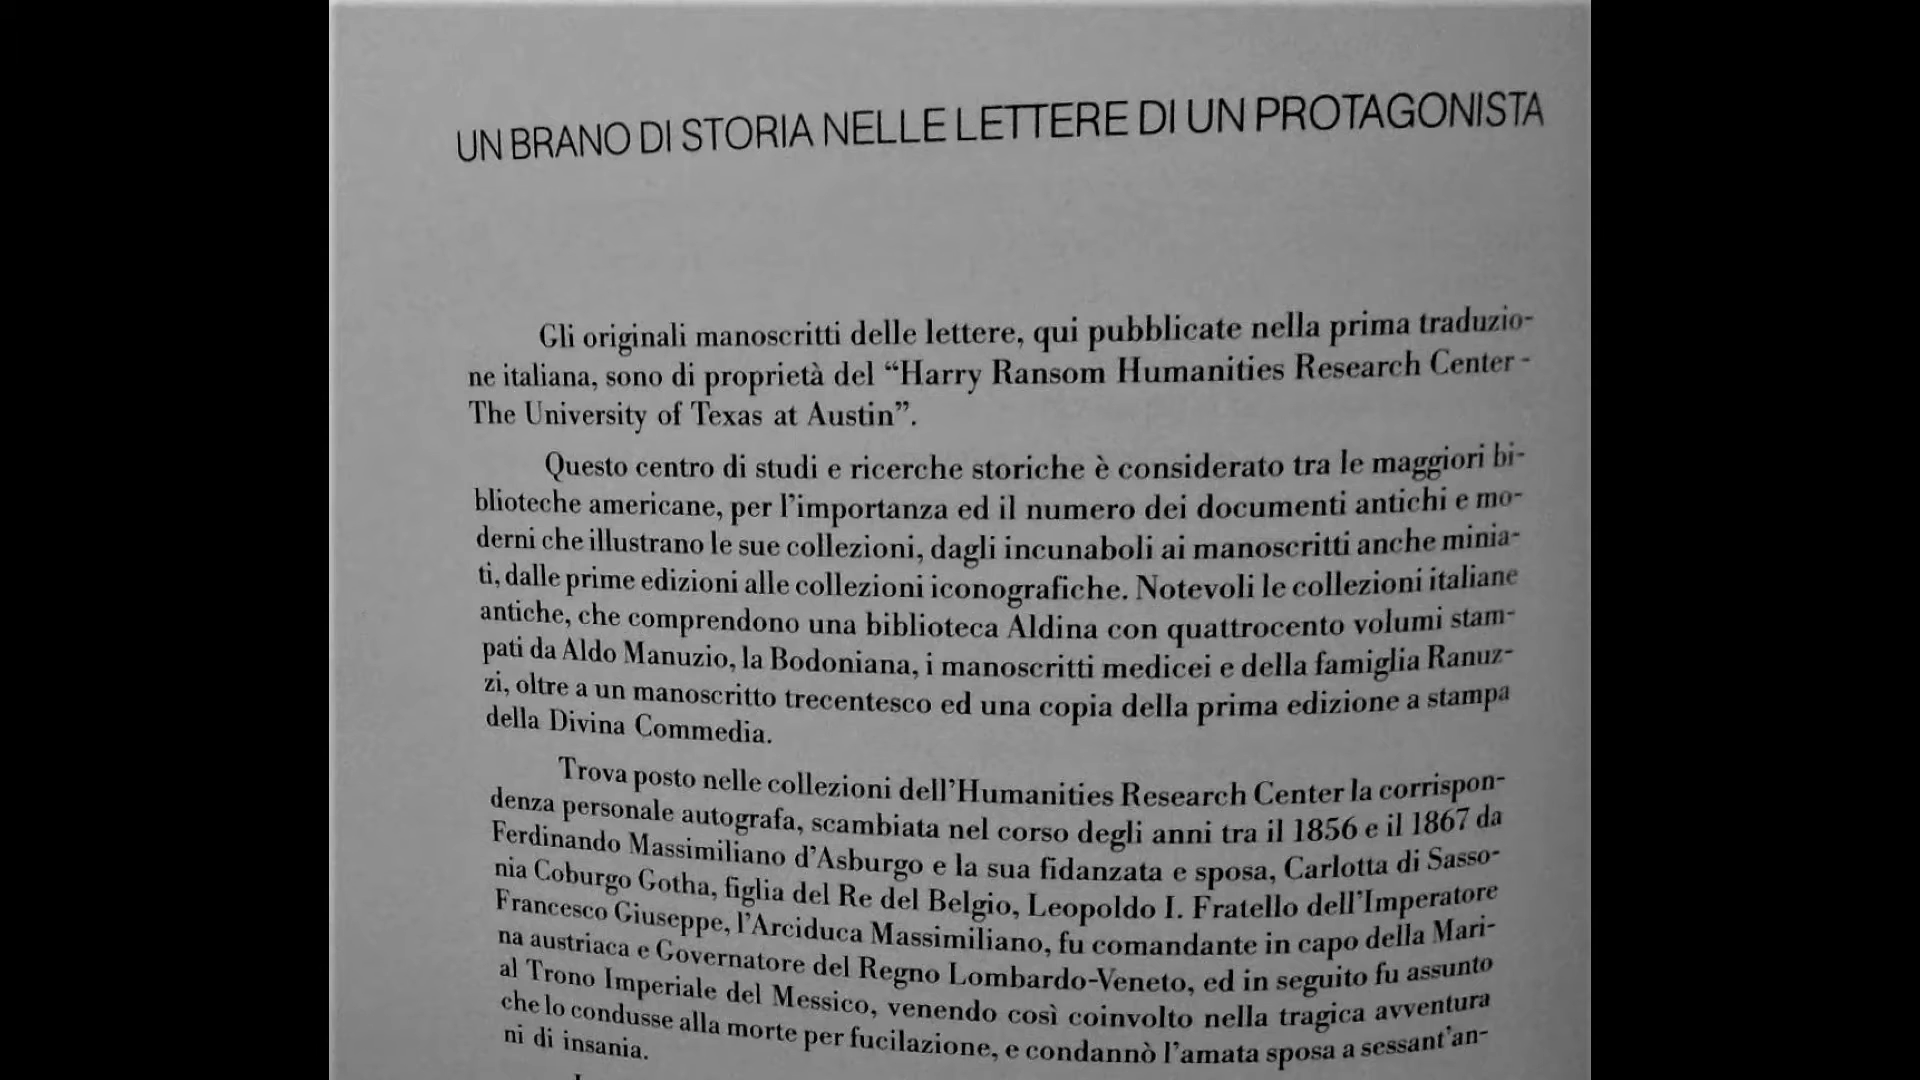 UN BRANO DI STORIA NELLE LETTERE DI UN PROTAGONISTA
Gli originali manoscritti delle lettere, qui pubblicate nella prima traduzio-
ne italiana, sono di proprietà del “Harry Ransom Humanities Research Center -
The University of Texas at Austin”.
Questo centro di studi e ricerche storiche è considerato tra le maggiori bi-
blioteche americane, per l’importanza ed il numero dei documenti antichi e mo-
derni che illustrano le sue collezioni, dagli incunaboli ai manoscritti anche minia-
ti, dalle prime edizioni alle collezioni iconografiche. Notevoli le collezioni italiane
antiche, che comprendono una biblioteca Aldina con quattrocento volumi stam-
pati da Aldo Manuzio, la Bodoniana, i manoscritti medicei e della famiglia Ranuz-
zi, oltre a un manoscritto trecentesco ed una copia della prima edizione a stampa
della Divina Commedia.
Trova posto nelle collezioni dell’Humanities Research Center la corrispon-
denza personale autografa, scambiata nel corso degli anni tra il 1856 e il 1867 da
Ferdinando Massimiliano d’Asburgo e la sua fidanzata e sposa, Carlotta di Sasso-
nia Coburgo Gotha, figlia del Re del Belgio, Leopoldo I. Fratello dell’Imperatore
Francesco Giuseppe, l’Arciduca Massimiliano, fu comandante in capo della Mari-
na austriaca e Governatore del Regno Lombardo-Veneto, ed in seguito fu assunto
al Trono Imperiale del Messico, venendo così coinvolto nella tragica avventura
che lo condusse alla morte per fucilazione, e condannò l’amata sposa a sessant’an-
ni di insania.